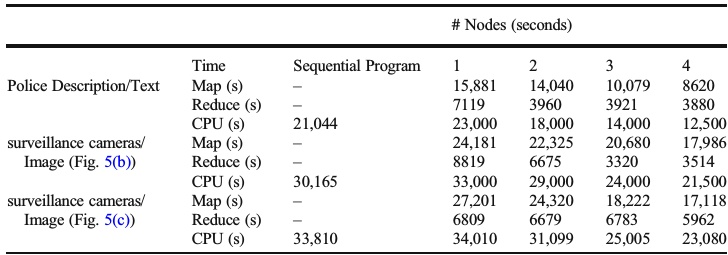 # Nodes (seconds)
Time Sequential Program 1 2 3 4
Police Description/Text Map (s) – 15,881 14,040 10,079 8620
Reduce (s) – 7119 3960 3921 3880
CPU (s) 21,044 23,000 18,000 14,000 12,500
surveillance cameras/ Map (s) – 24,181 22,325 20,680 17,986
Image (Fig. 5(b)) Reduce (s) – 8819 6675 3320 3514
CPU (s) 30,165 33,000 29,000 24,000 21,500
surveillance cameras/ Map (s) – 27,201 24,320 18,222 17,118
Image (Fig. 5(c)) Reduce (s) – 6809 6679 6783 5962
CPU (s) 33,810 34,010 31,099 25,005 23,080